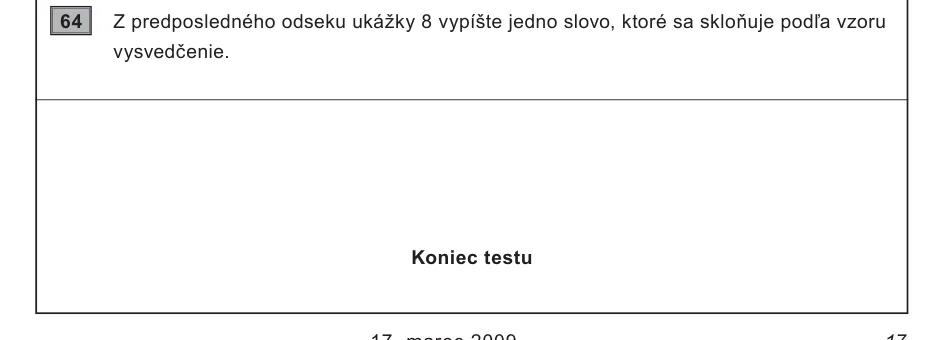 64 Z predposledného odseku ukážky 8 vypíšte jedno slovo, ktoré sa skloňuje podľa vzoru
vysvedčenie.
Koniec testu
17. marec 2009 17